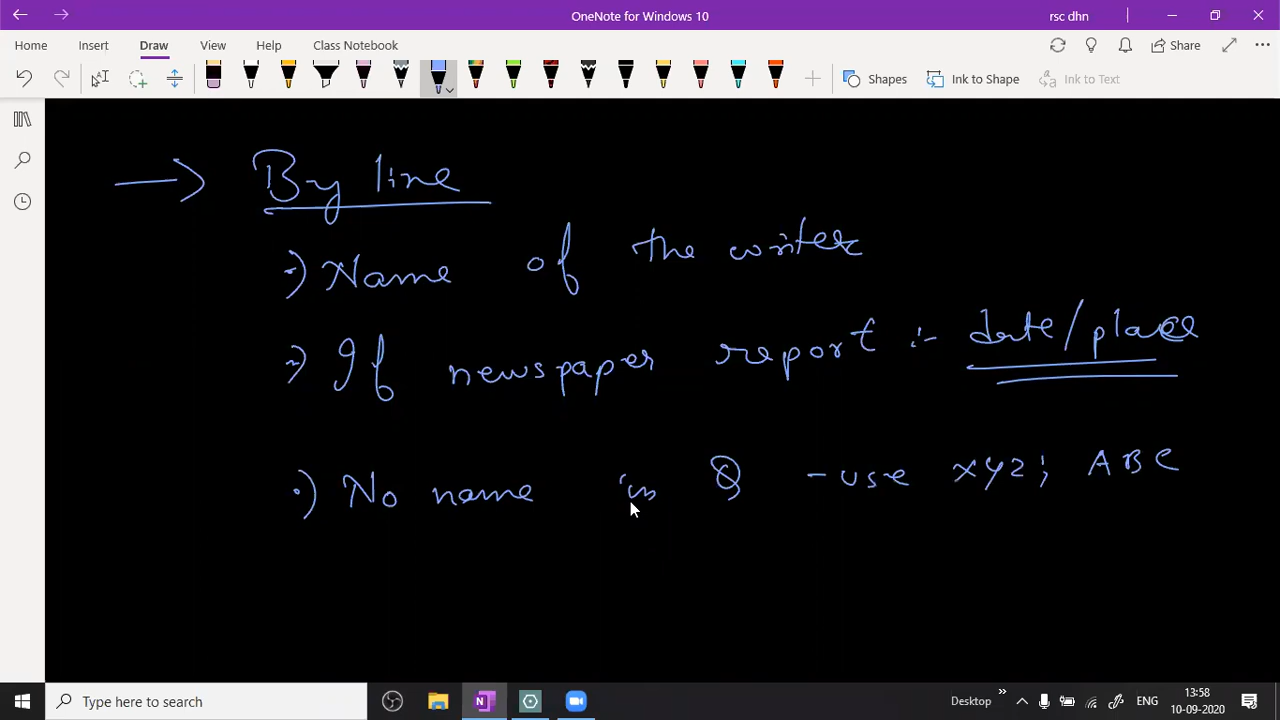 OneNote for Windows 10
rsc dhn
Home Insert Draw View Help Class Notebook
Share
Shapes Ink to Shape Ink to Text
→ By line
·) Name of the writer
·) If newspaper report :- date/place
·) No name in Q - use xyz; ABC
Type here to search
Desktop
ENG
13:58
10-09-2020